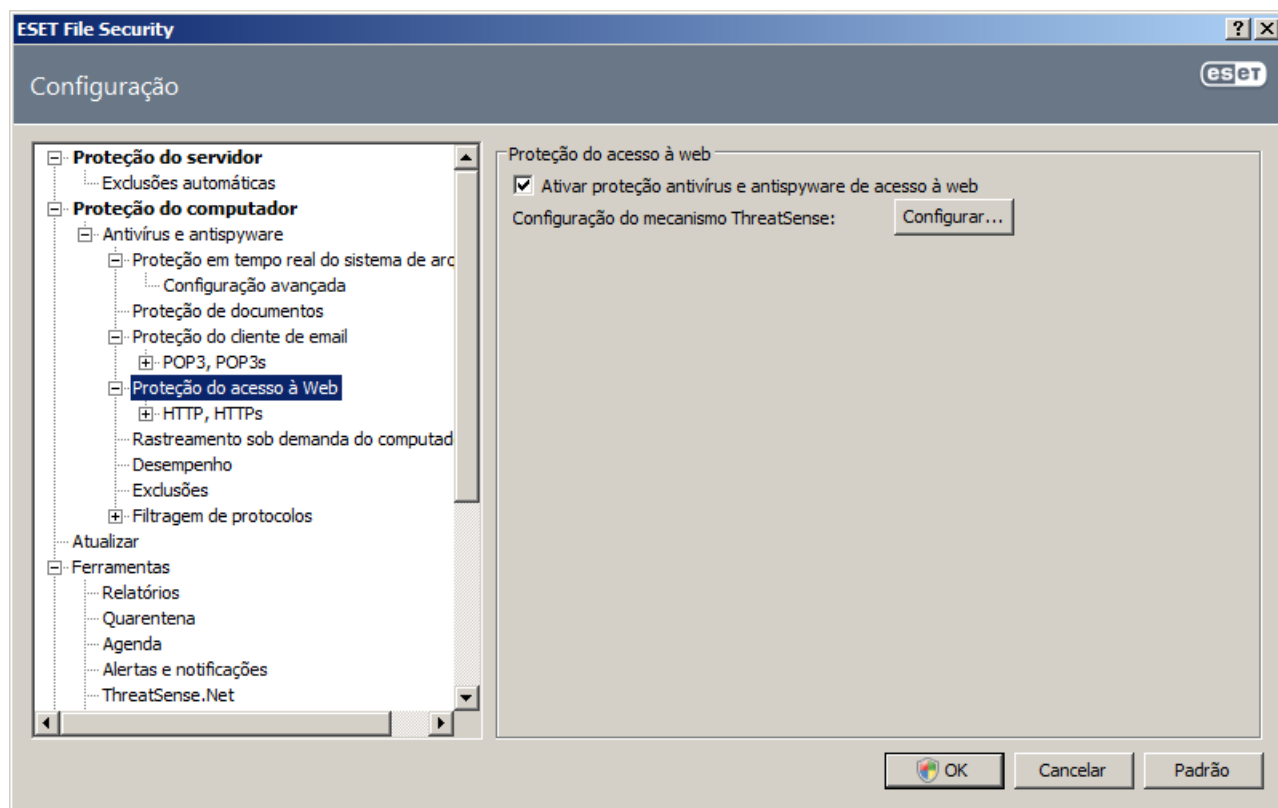 ESET File Security
Configuração
eset
Proteção do servidor
Exclusões automáticas
Proteção do computador
Antivírus e antispyware
Proteção em tempo real do sistema de arq
Configuração avançada
Proteção de documentos
Proteção do cliente de email
POP3, POP3s
Proteção do acesso à Web
HTTP, HTTPs
Rastreamento sob demanda do computad
Desempenho
Exclusões
Filtragem de protocolos
Atualizar
Ferramentas
Relatórios
Quarentena
Agenda
Alertas e notificações
ThreatSense.Net
Proteção do acesso à web
Ativar proteção antivírus e antispyware de acesso à web
Configuração do mecanismo ThreatSense: Configurar...
OK Cancelar Padrão